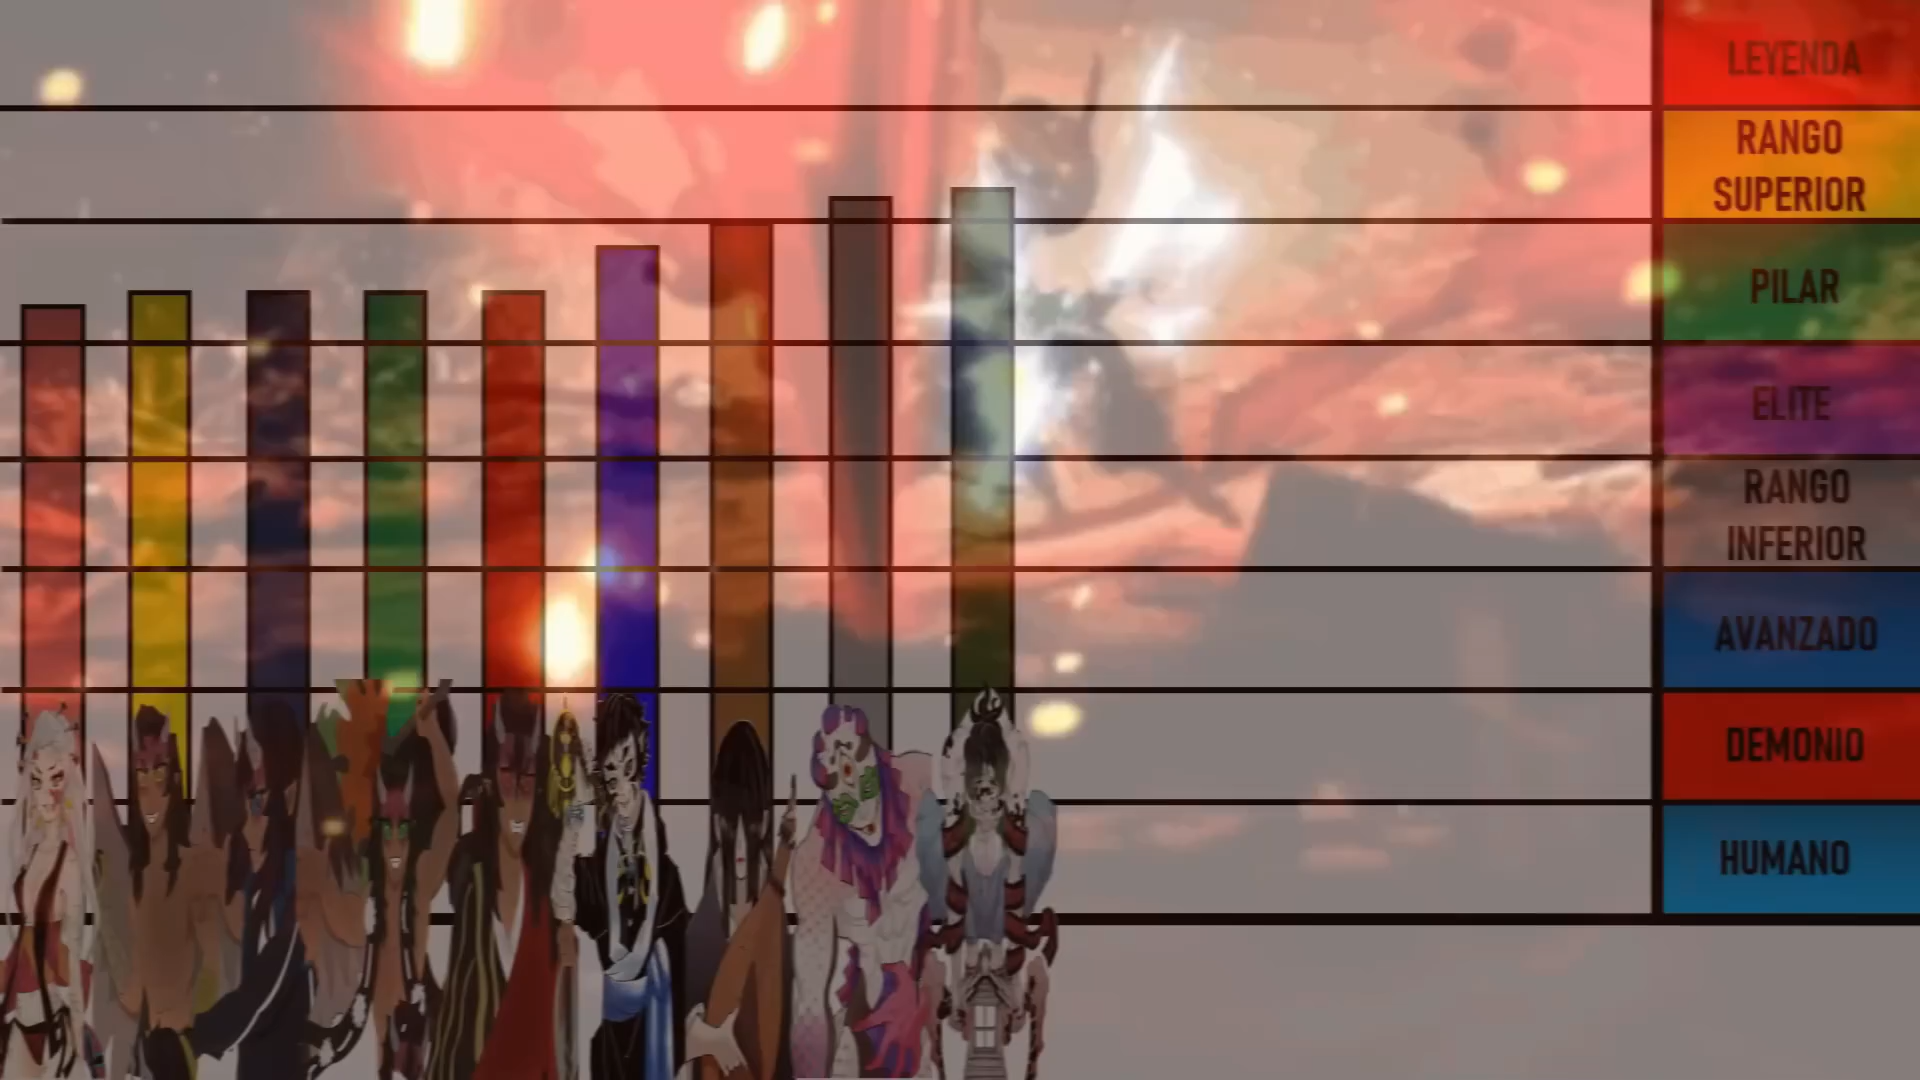 LEYENDA
RANGO
SUPERIOR
PILAR
ELITE
RANGO
INFERIOR
AVANZADO
DEMONIO
HUMANO